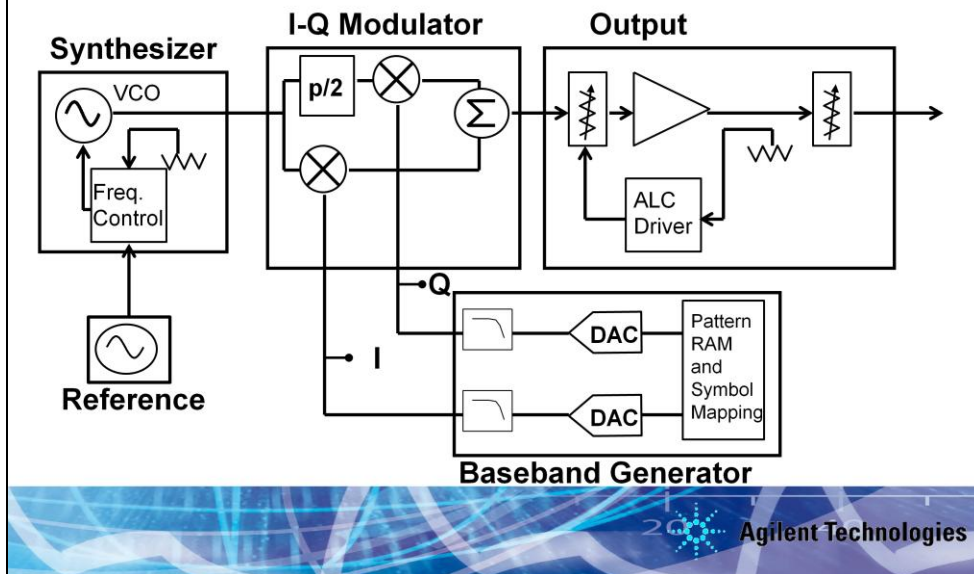 I-Q Modulator
Output
Synthesizer
VCO
p/2
Σ
Freq.
Control
ALC
Driver
Q
I
Reference
DAC
DAC
Pattern
RAM
and
Symbol
Mapping
Baseband Generator
20
Agilent Technologies